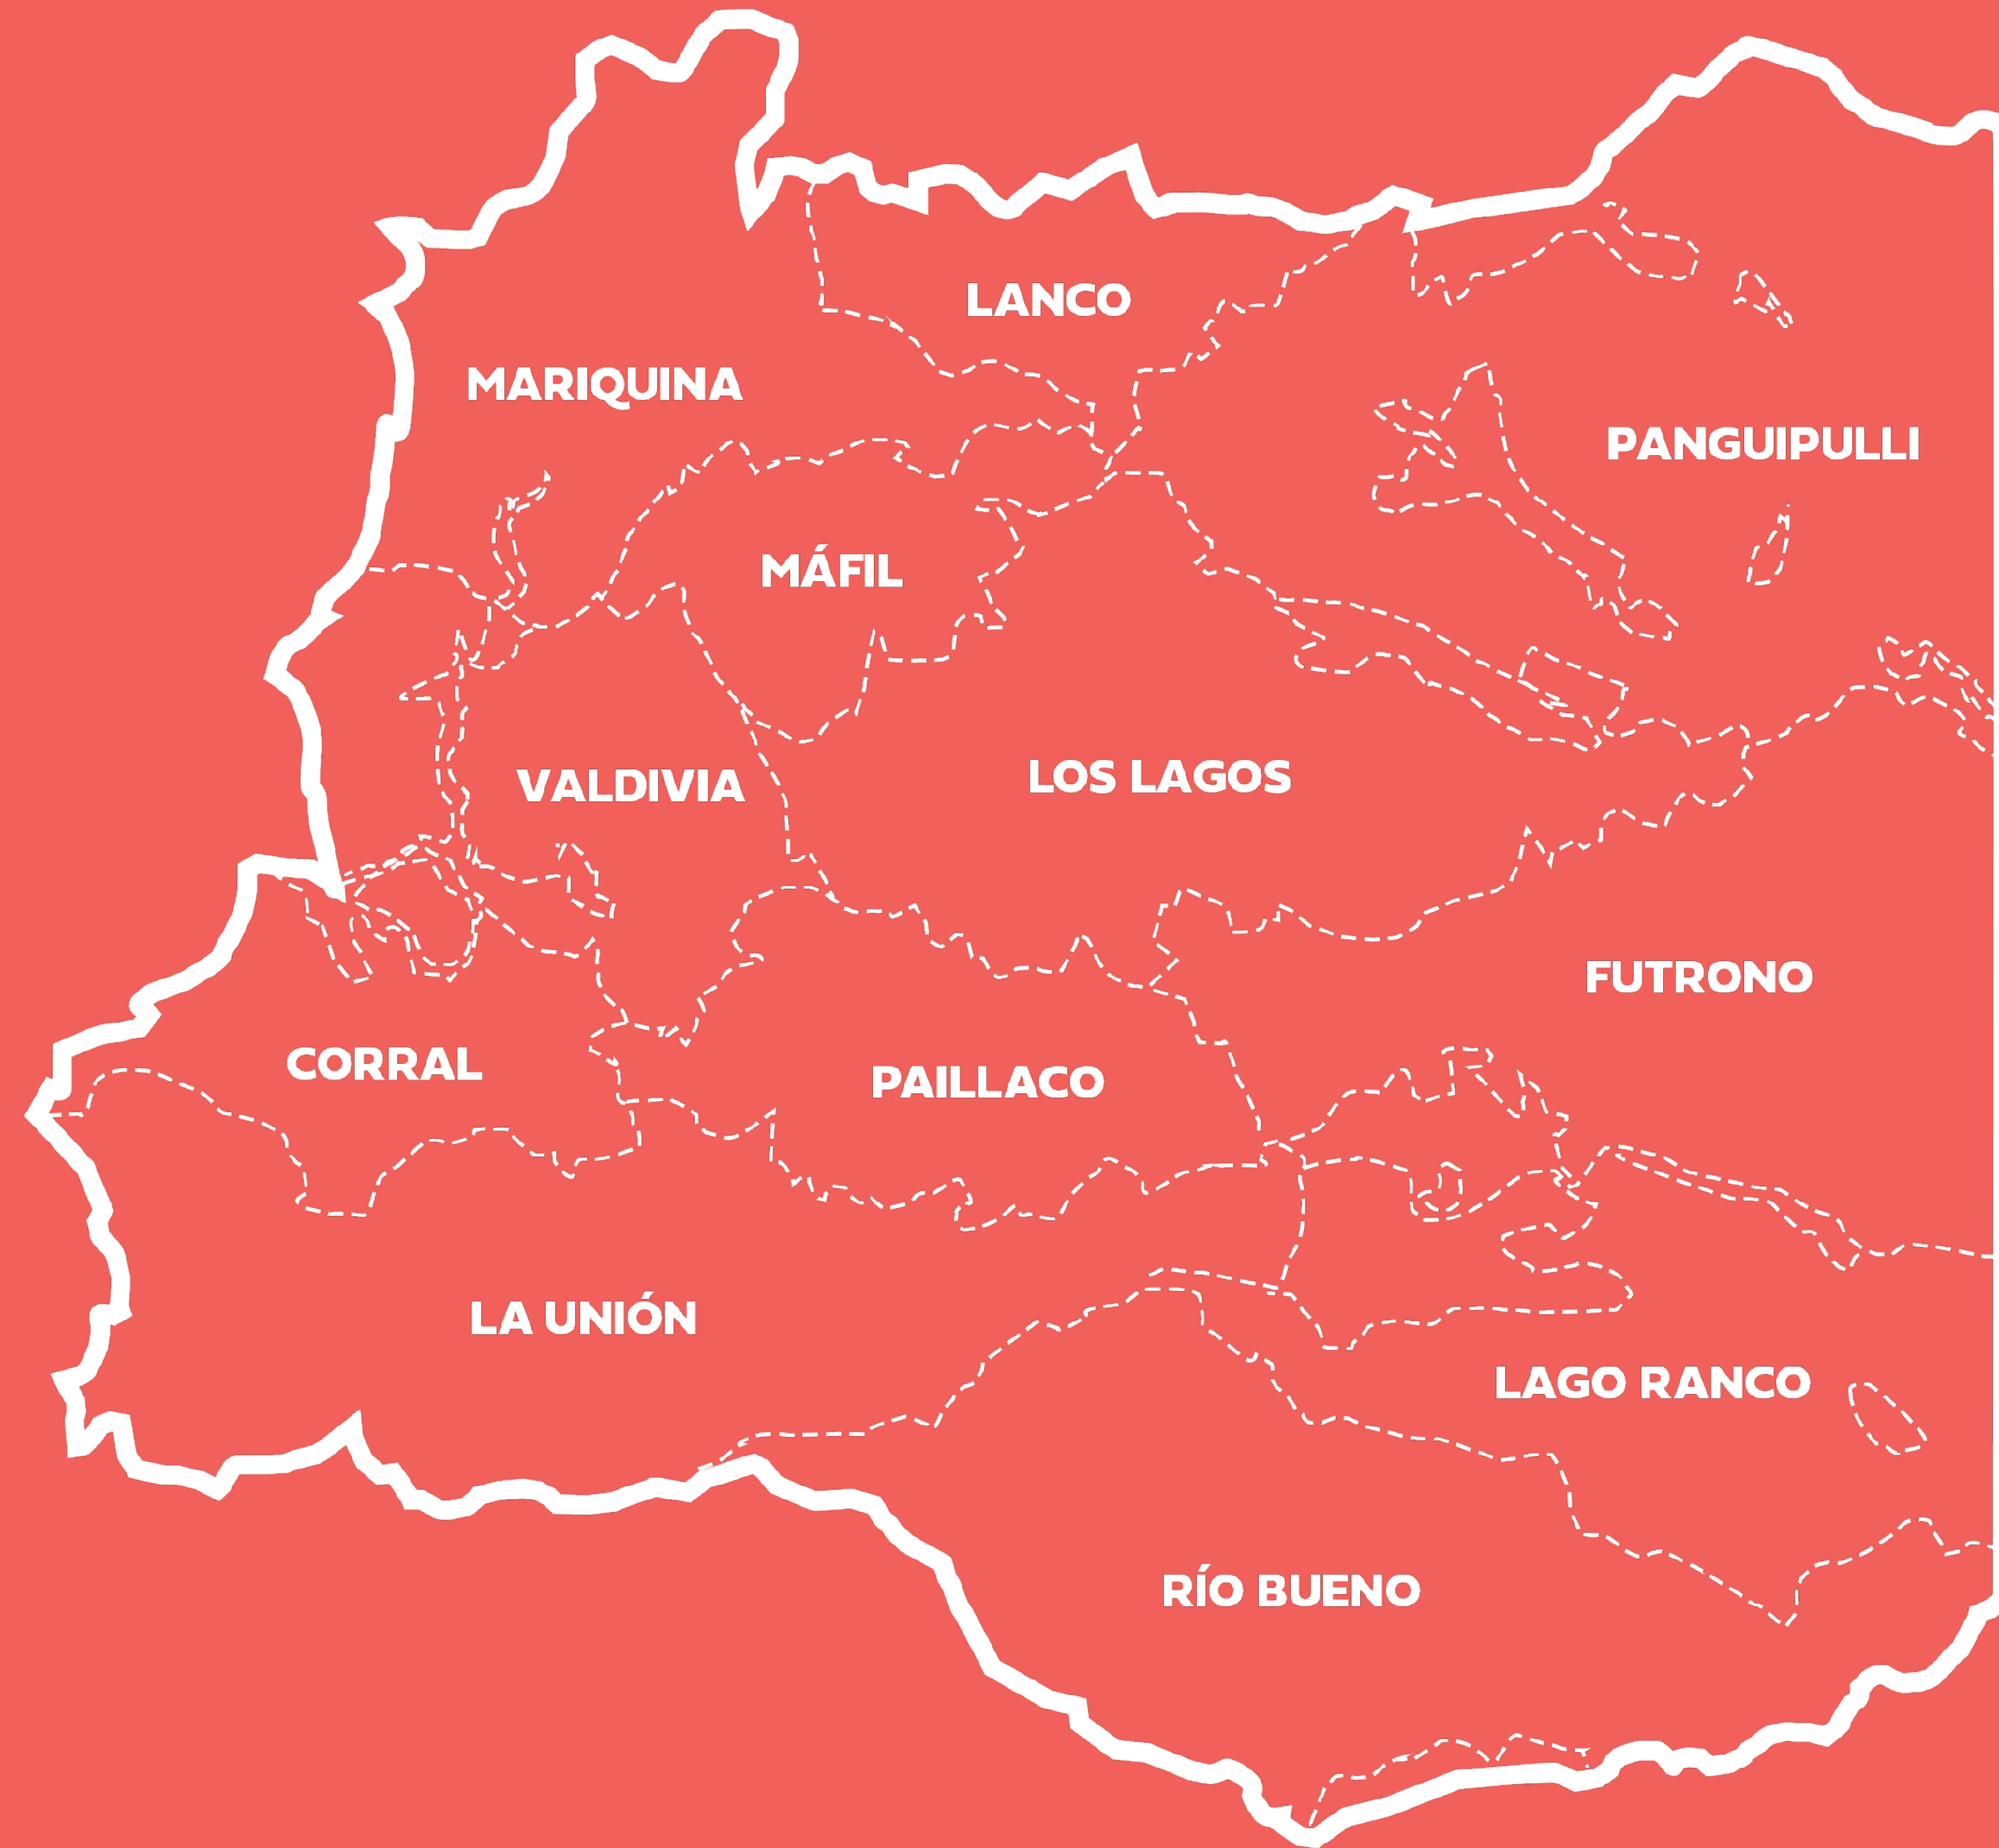 LANCO
MARIQUINA
PANGUIPULLI
MÁFIL
VALDIVIA
LOS LAGOS
FUTRONO
CORRAL
PAILLACO
LA UNIÓN
LAGO RANCO
RÍO BUENO